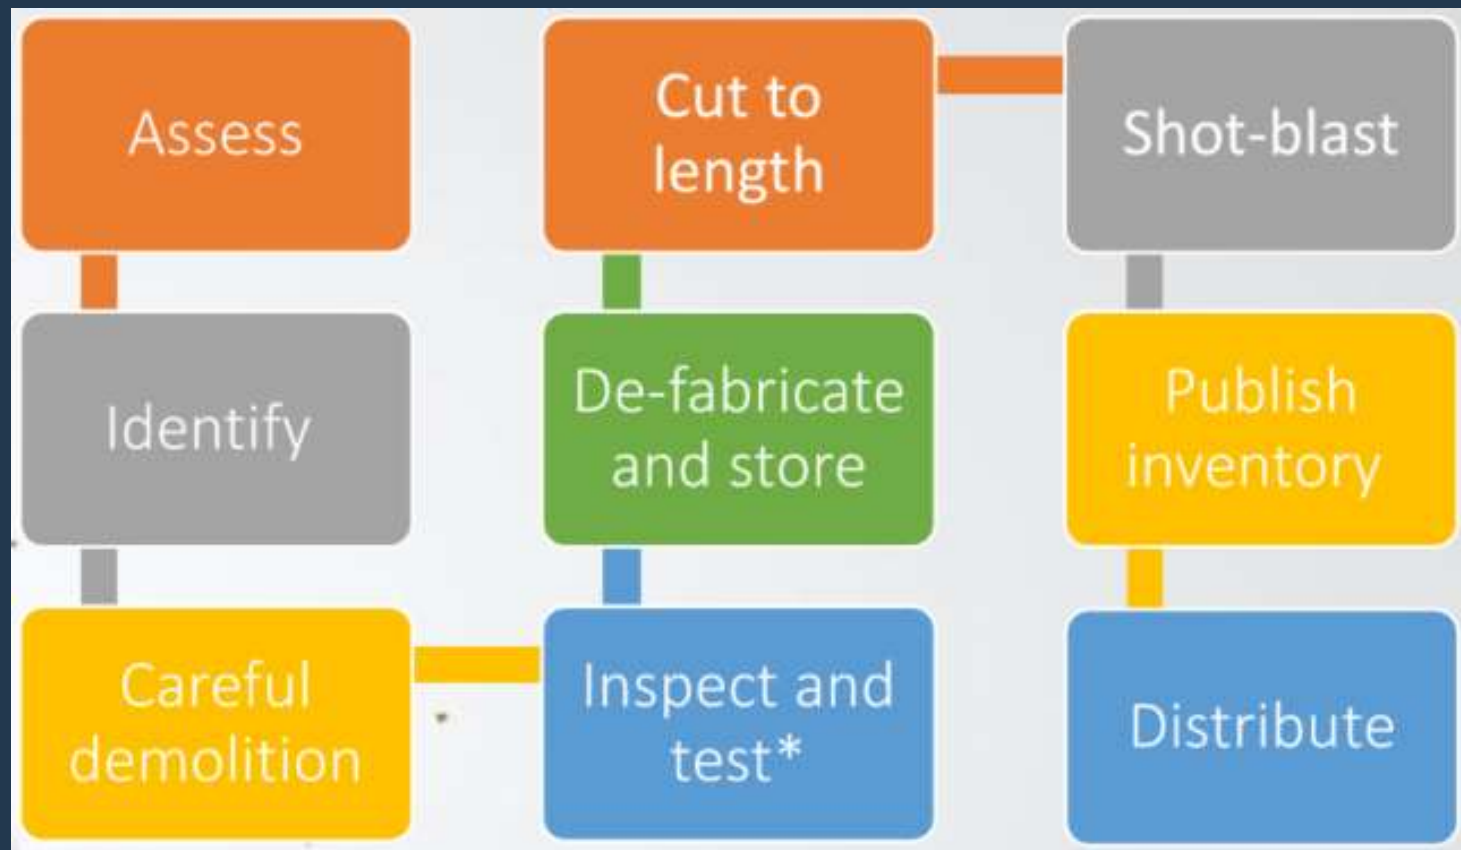 Assess
Identify
Careful
demolition
Inspect and
test*
De-fabricate
and store
Cut to
length
Shot-blast
Publish
inventory
Distribute